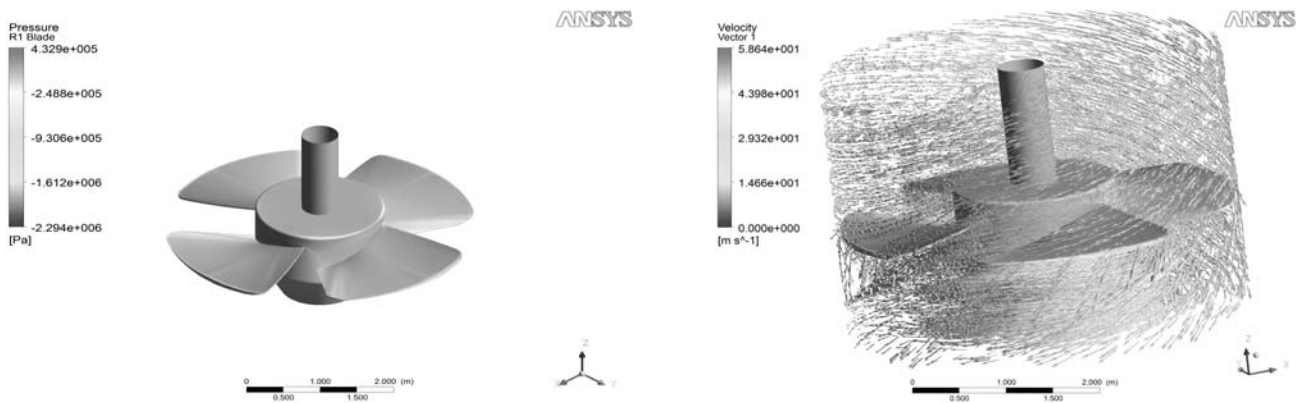 ANSYS
Pressure
R1 Blade
4.329e+005
-2.488e+005
-9.306e+005
-1.612e+006
-2.294e+006
[Pa]
Z
X
Y
0 1.000 2.000 (m)
0.500 1.500
ANSYS
Velocity
Vector 1
5.864e+001
4.398e+001
2.932e+001
1.466e+001
0.000e+000
[m s^-1]
Z
Y
X
0 1.000 2.000 (m)
0.500 1.500